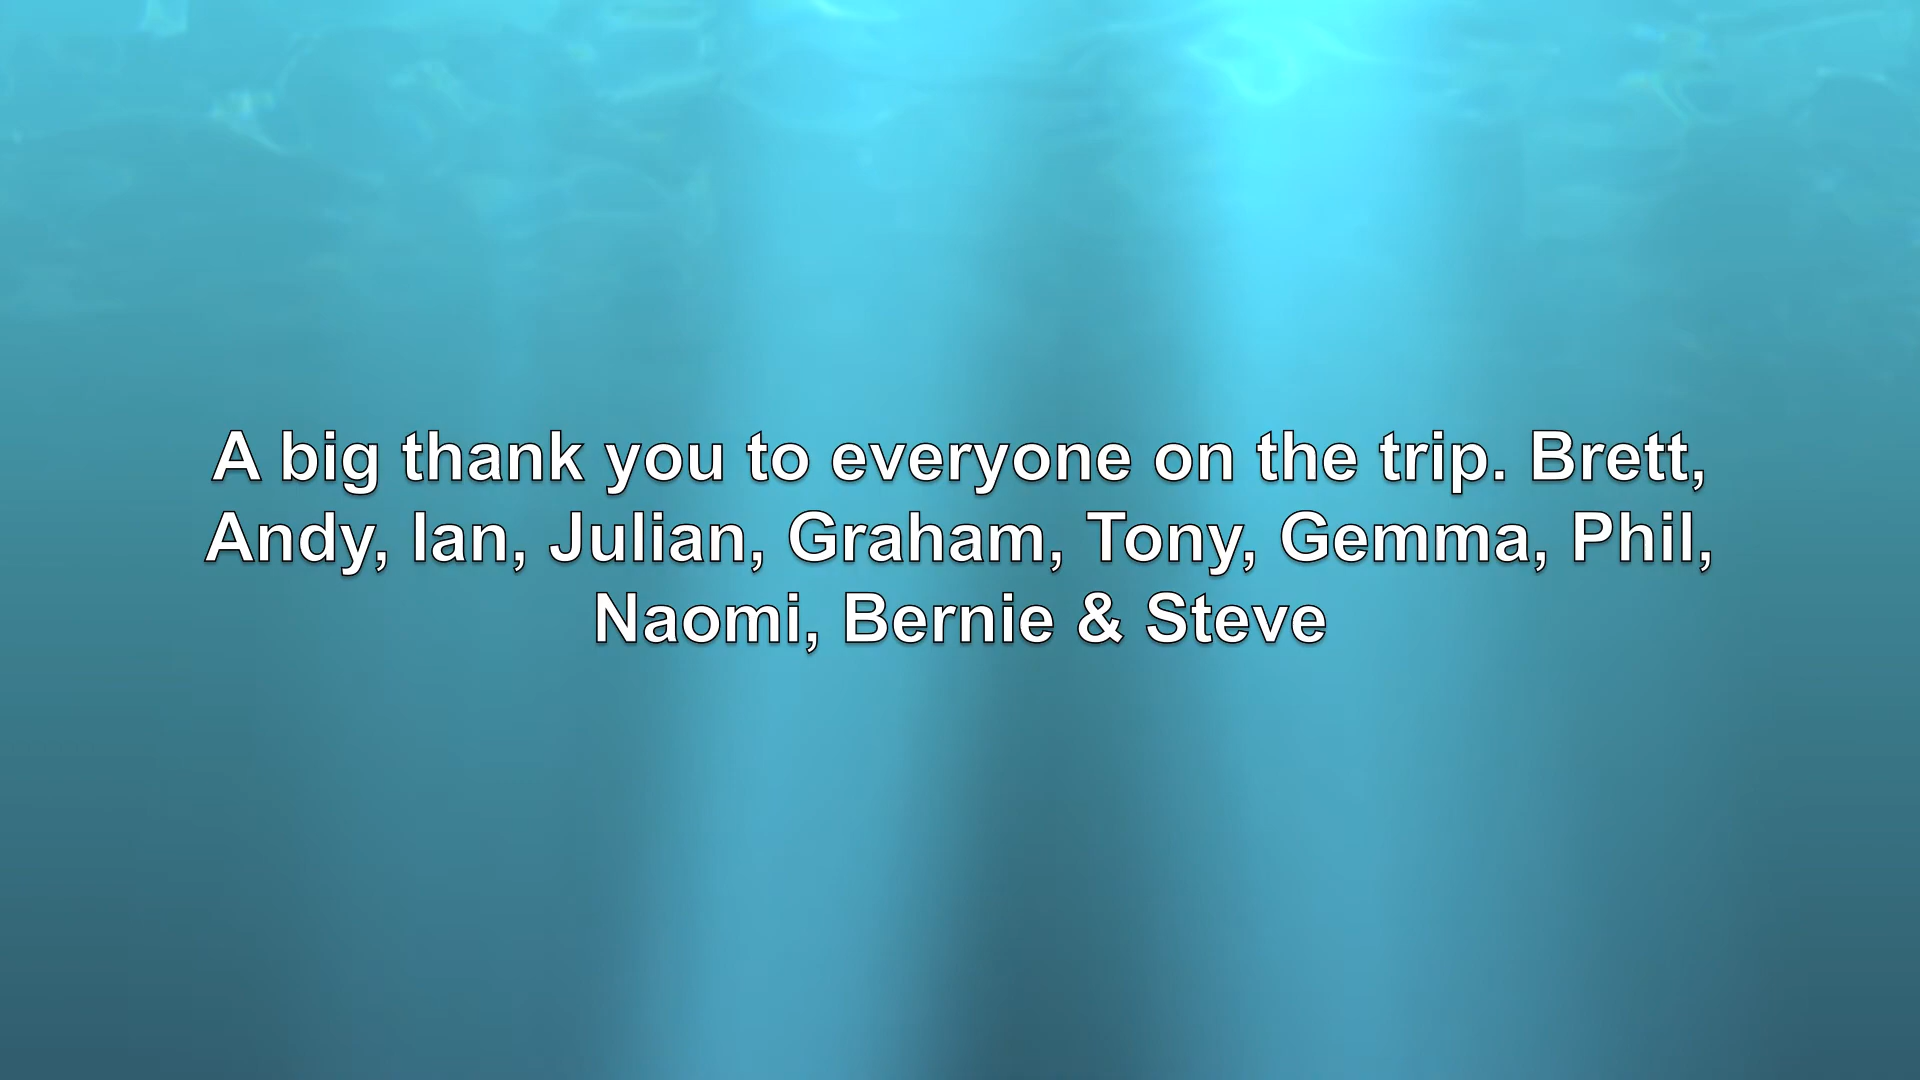 A big thank you to everyone on the trip. Brett,
Andy, Ian, Julian, Graham, Tony, Gemma, Phil,
Naomi, Bernie & Steve